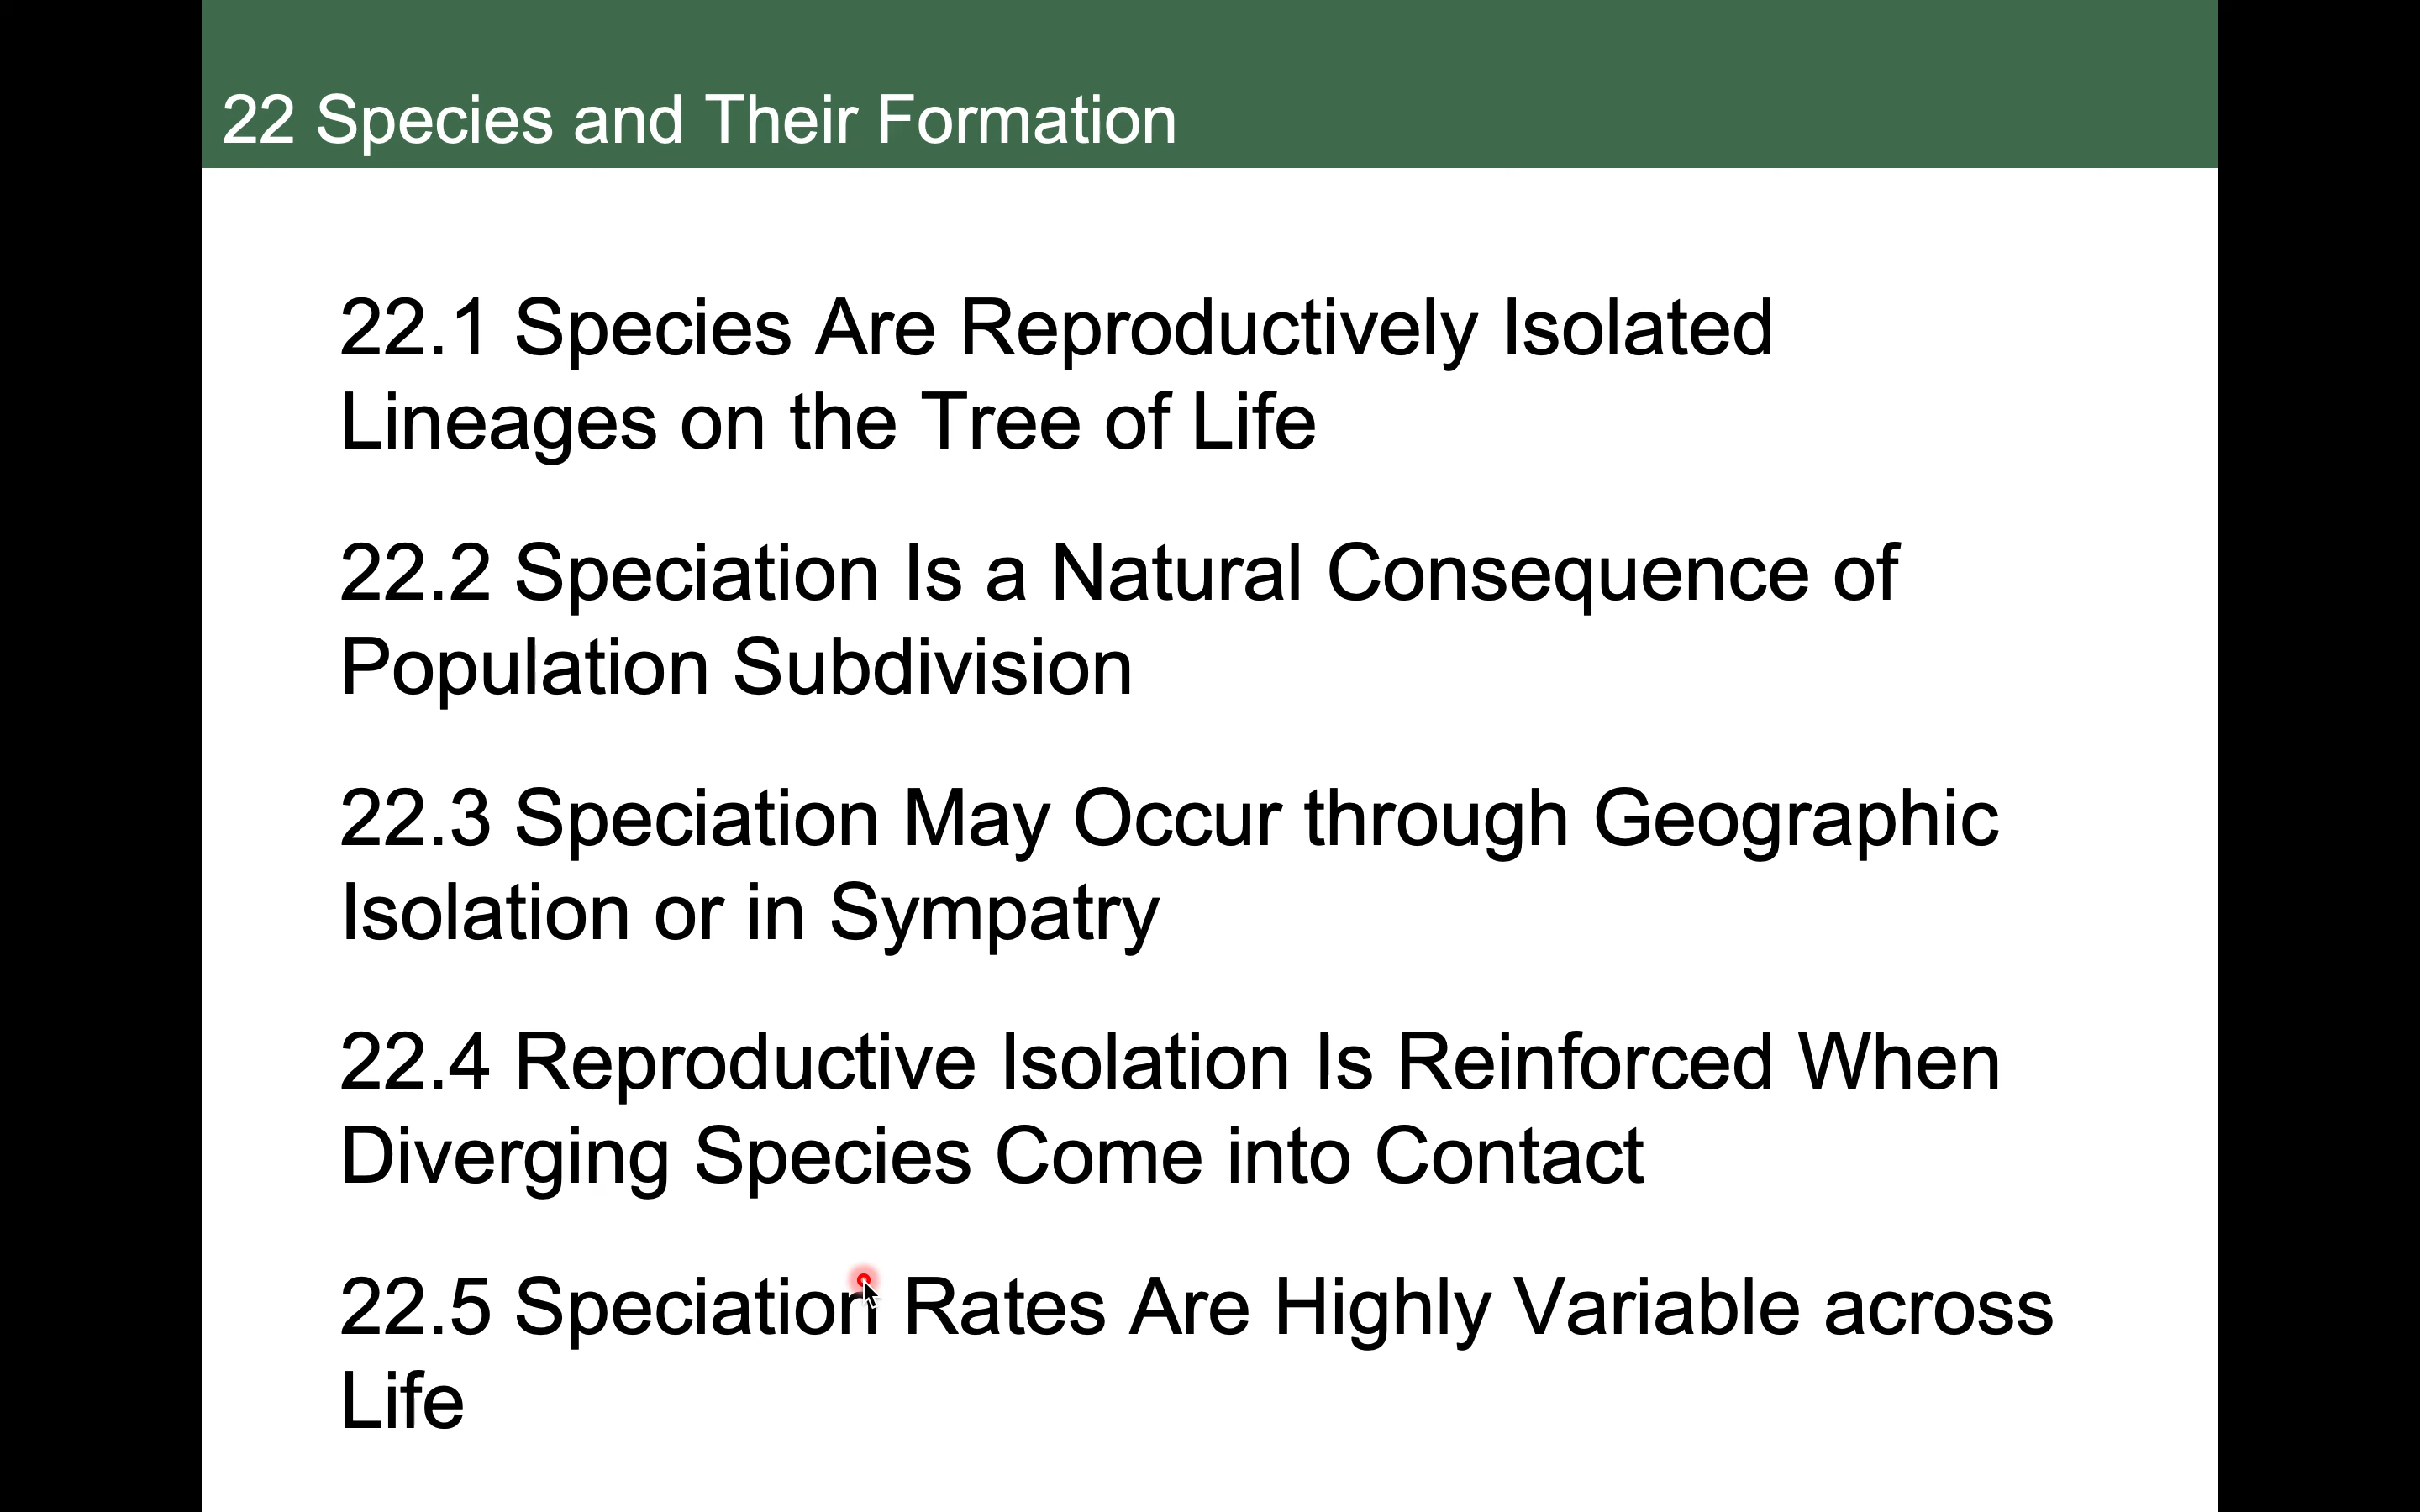 22 Species and Their Formation
22.1 Species Are Reproductively Isolated
Lineages on the Tree of Life
22.2 Speciation Is a Natural Consequence of
Population Subdivision
22.3 Speciation May Occur through Geographic
Isolation or in Sympatry
22.4 Reproductive Isolation Is Reinforced When
Diverging Species Come into Contact
22.5 Speciation Rates Are Highly Variable across
Life